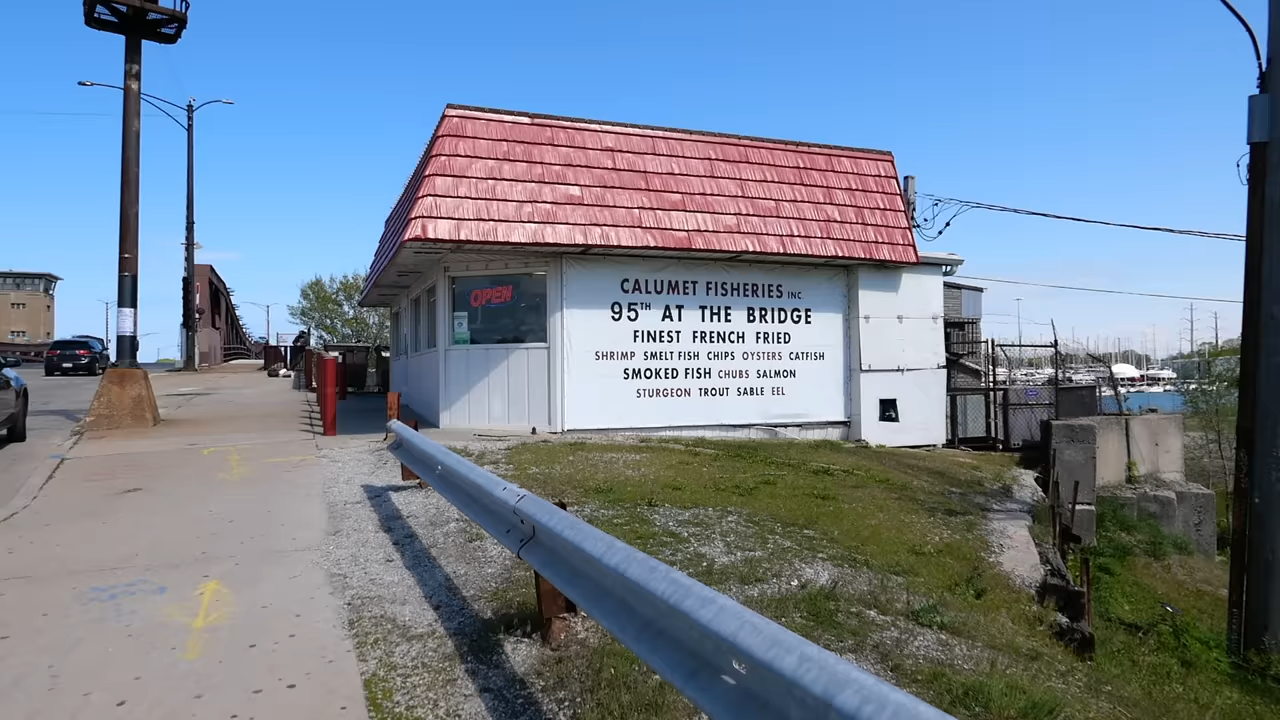 OPEN
CALUMET FISHERIES INC.
95TH AT THE BRIDGE
FINEST FRENCH FRIED
SHRIMP SMELT FISH CHIPS OYSTERS CATFISH
SMOKED FISH CHUBS SALMON
STURGEON TROUT SABLE EEL